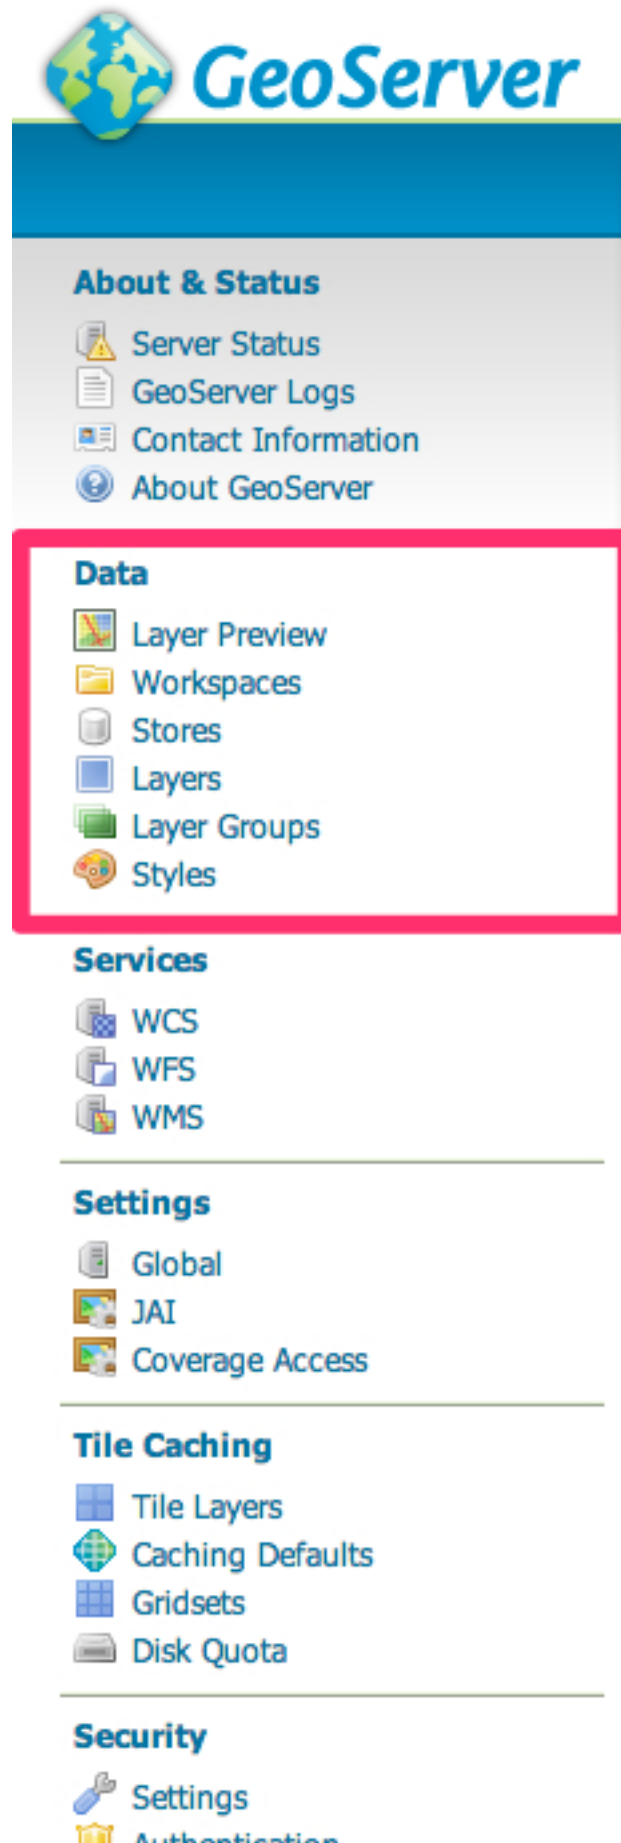 GeoServer
About & Status
Server Status
GeoServer Logs
Contact Information
About GeoServer
Data
Layer Preview
Workspaces
Stores
Layers
Layer Groups
Styles
Services
WCS
WFS
WMS
Settings
Global
JAI
Coverage Access
Tile Caching
Tile Layers
Caching Defaults
Gridsets
Disk Quota
Security
Settings
Authentication